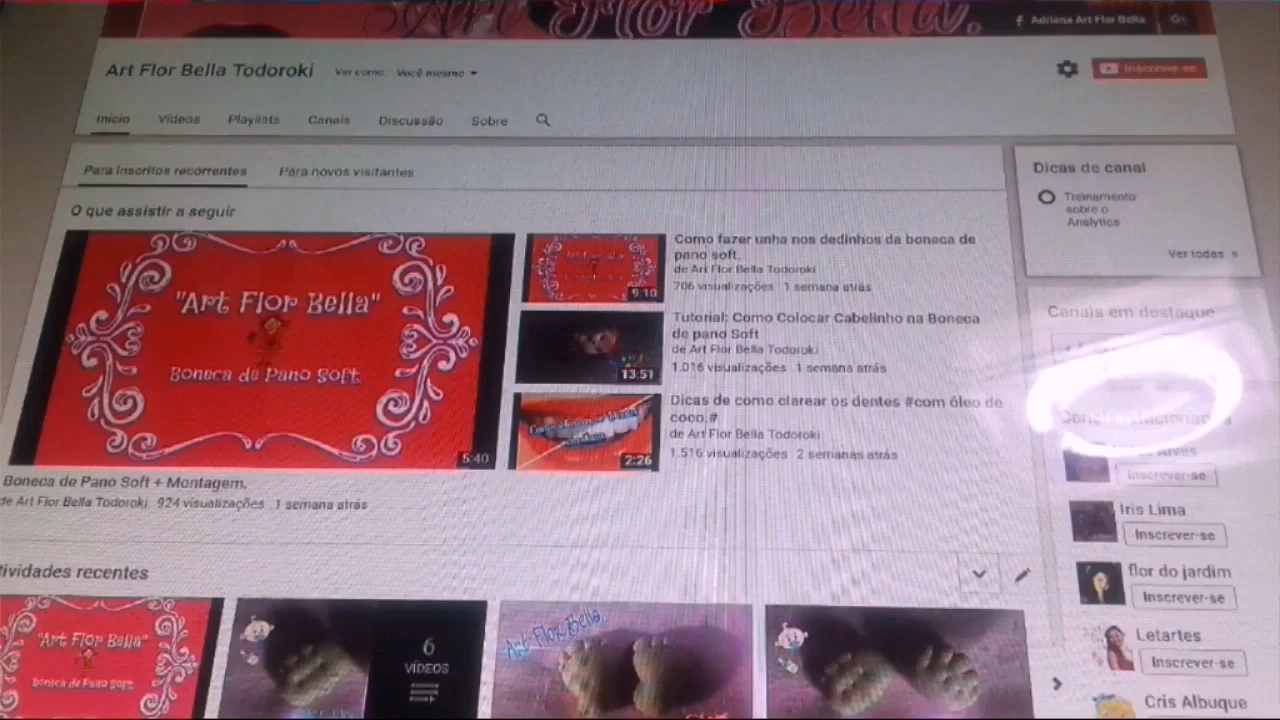 Art Flor Bella.
Adriana Art Flor Bella
G+
Art Flor Bella Todoroki
Ver como: Você mesmo
Inscrever-se
Início
Vídeos
Playlists
Canais
Discussão
Sobre
Para inscritos recorrentes
Para novos visitantes
O que assistir a seguir
"Art Flor Bella"
Boneca de Pano Soft
5:40
Boneca de Pano Soft + Montagem.
de Art Flor Bella Todoroki 924 visualizações 1 semana atrás
9:10
Como fazer unha nos dedinhos da boneca de
pano soft.
de Art Flor Bella Todoroki
706 visualizações 1 semana atrás
13:51
Tutorial: Como Colocar Cabelinho na Boneca
de pano Soft
de Art Flor Bella Todoroki
1.016 visualizações 1 semana atrás
2:26
Dicas de como clarear os dentes #com óleo de
coco,#
de Art Flor Bella Todoroki
1.516 visualizações 2 semanas atrás
Dicas de canal
Treinamento
sobre o
Analytics
Ver todas »
Canais em destaque
Canais relacionados
Alves
Inscrever-se
Iris Lima
Inscrever-se
flor do jardim
Inscrever-se
Letartes
Inscrever-se
Cris Albuque
tividades recentes
"Art Flor Bella"
Boneca de Pano Soft
6
VÍDEOS
Art Flor Bella